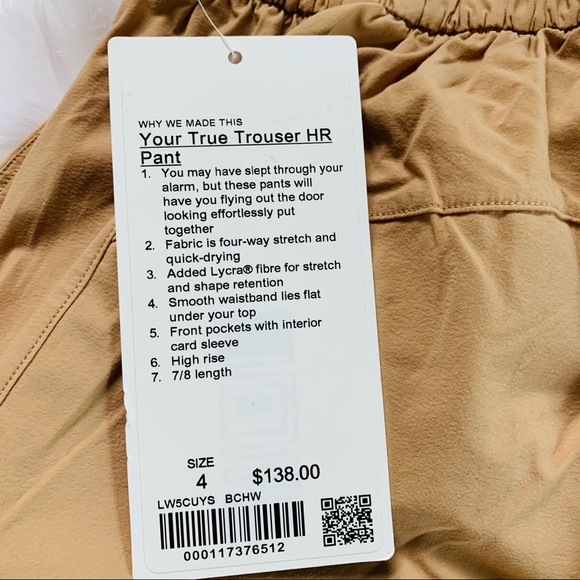 WHY WE MADE THIS
Your True Trouser HR
Pant
1. You may have slept through your
alarm, but these pants will
have you flying out the door
looking effortlessly put
together
2. Fabric is four-way stretch and
quick-drying
3. Added Lycra® fibre for stretch
and shape retention
4. Smooth waistband lies flat
under your top
5. Front pockets with interior
card sleeve
6. High rise
7. 7/8 length
SIZE
4 $138.00
LW5CUYS BCHW
000117376512